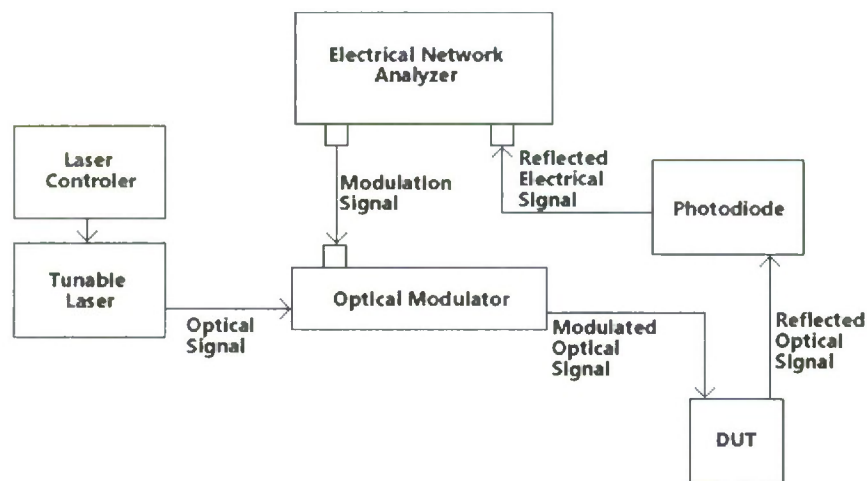 Electrical Network
Analyzer
Laser
Controler
Modulation
Signal
Reflected
Electrical
Signal
Photodiode
Tunable
Laser
Optical Modulator
Optical
Signal
Modulated
Optical
Signal
Reflected
Optical
Signal
DUT